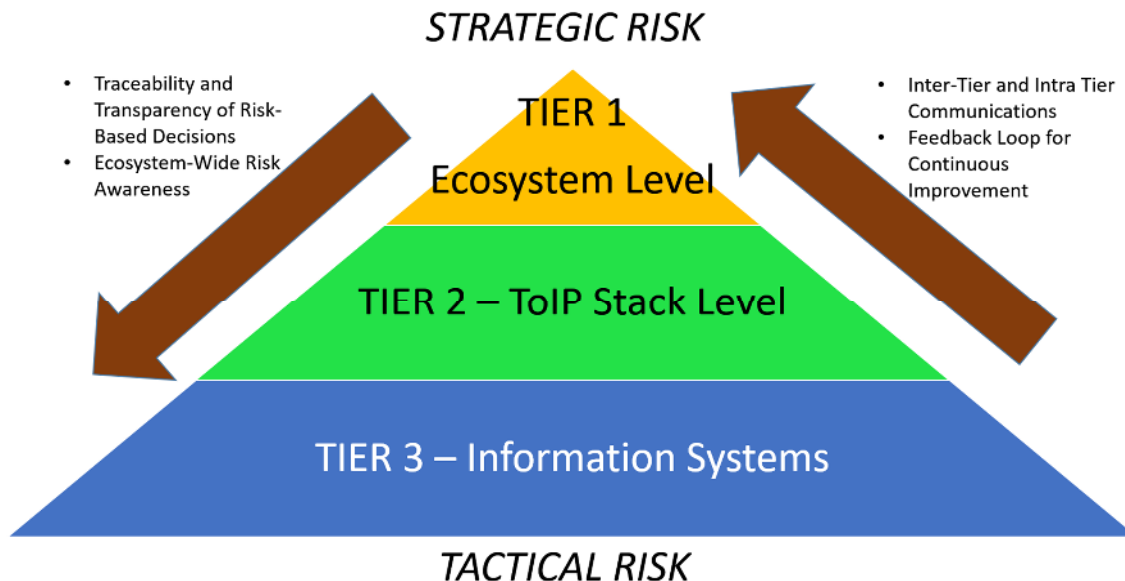 STRATEGIC RISK
• Traceability and
Transparency of Risk-
Based Decisions
• Ecosystem-Wide Risk
Awareness
• Inter-Tier and Intra Tier
Communications
• Feedback Loop for
Continuous
Improvement
TIER 1
Ecosystem Level
TIER 2 – ToIP Stack Level
TIER 3 – Information Systems
TACTICAL RISK